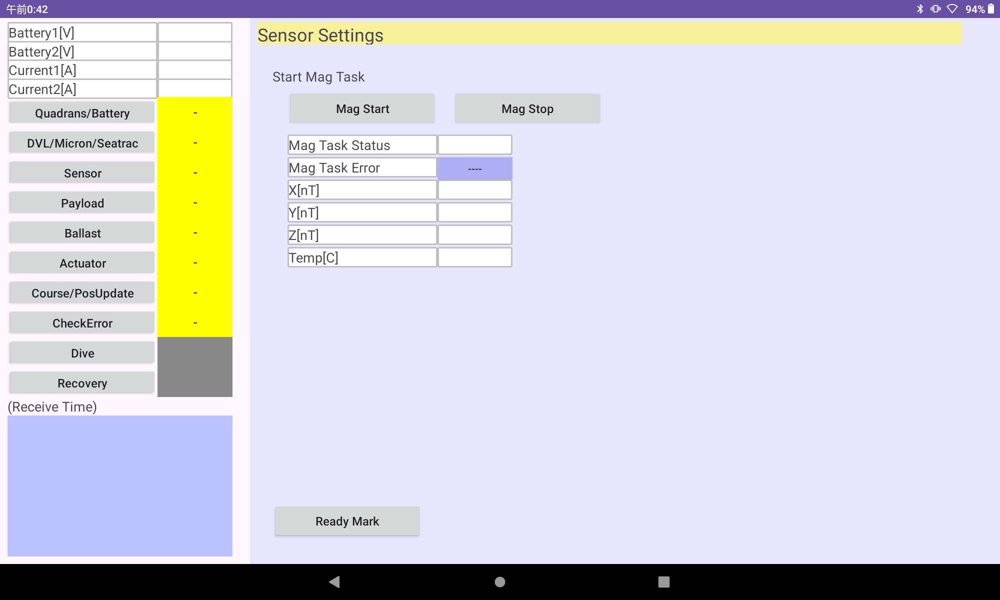 午前0:42
94%
Battery1[V]
Battery2[V]
Current1[A]
Current2[A]
Quadrans/Battery -
DVL/Micron/Seatrac -
Sensor -
Payload -
Ballast -
Actuator -
Course/PosUpdate -
CheckError -
Dive
Recovery
(Receive Time)
Sensor Settings
Start Mag Task
Mag Start
Mag Stop
Mag Task Status
Mag Task Error ----
X[nT]
Y[nT]
Z[nT]
Temp[C]
Ready Mark